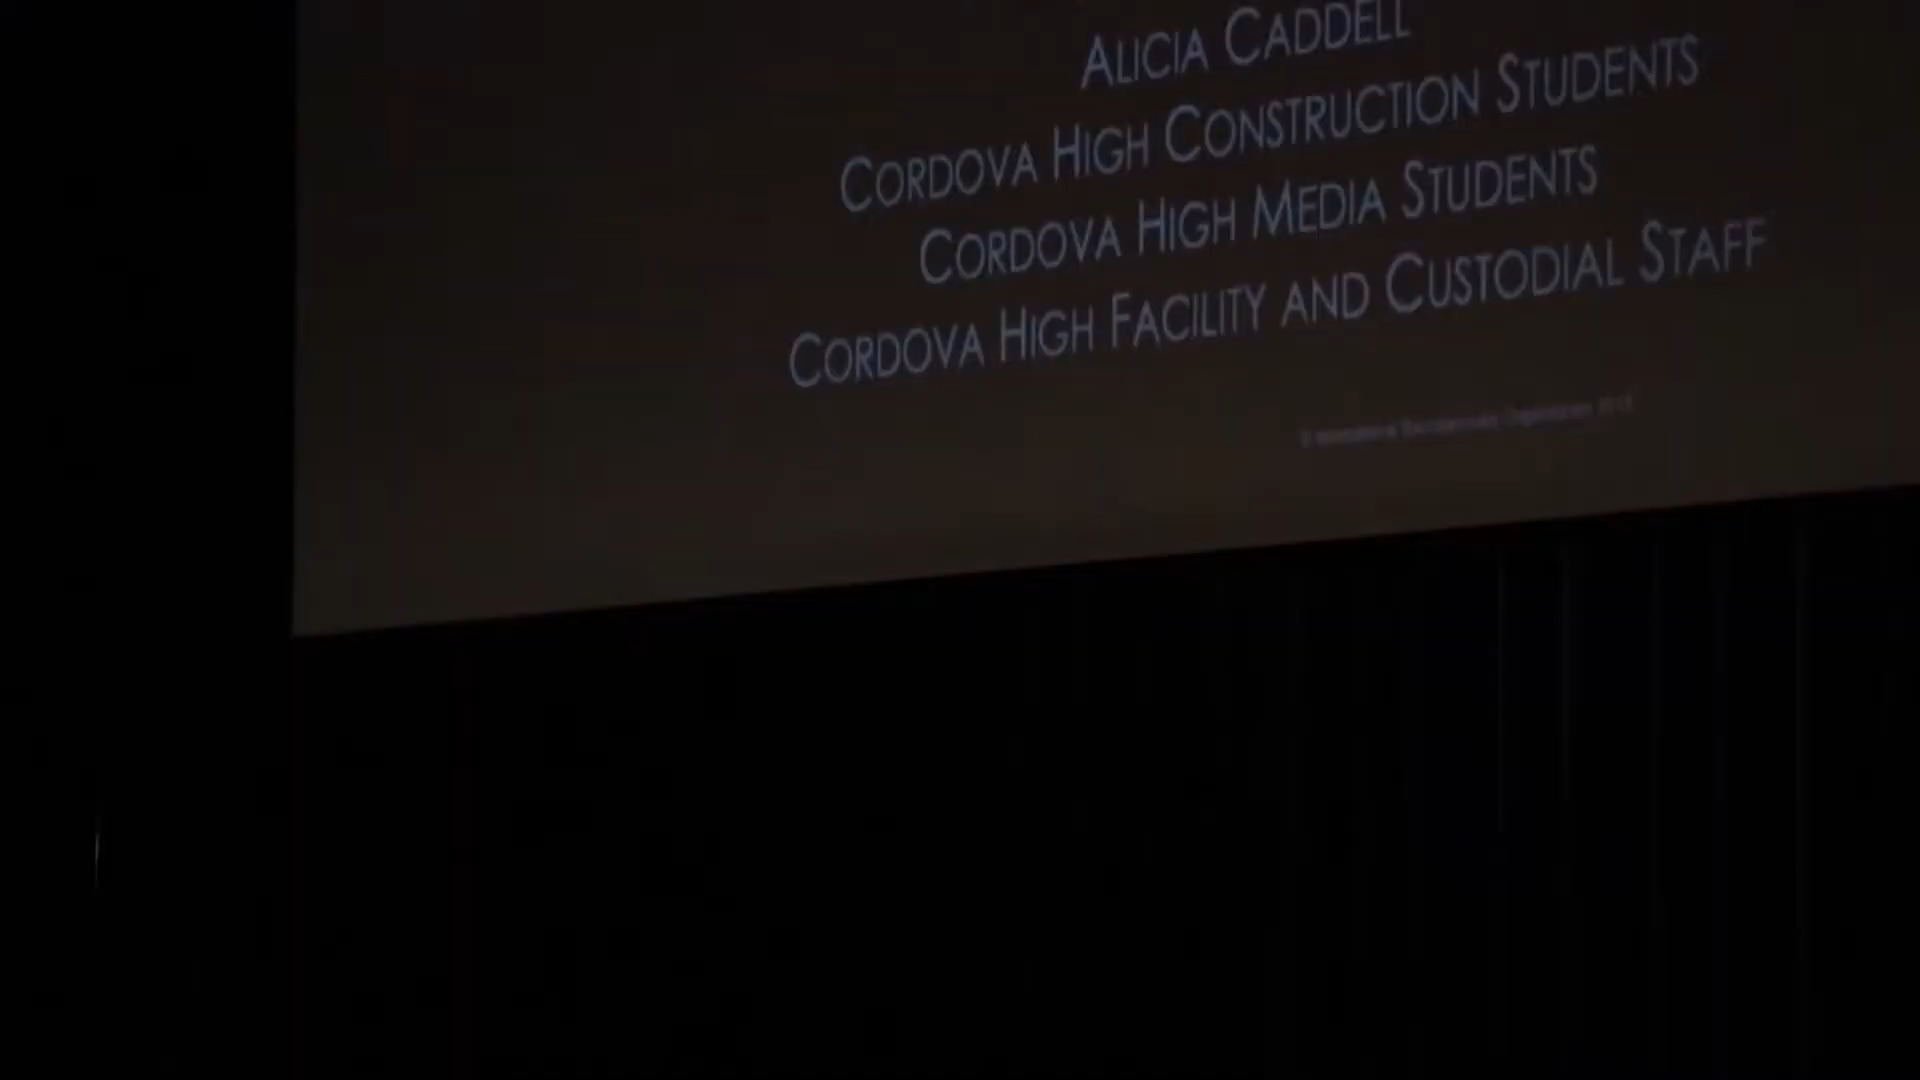 ALICIA CADDELL
CORDOVA HIGH CONSTRUCTION STUDENTS
CORDOVA HIGH MEDIA STUDENTS
CORDOVA HIGH FACILITY AND CUSTODIAL STAFF